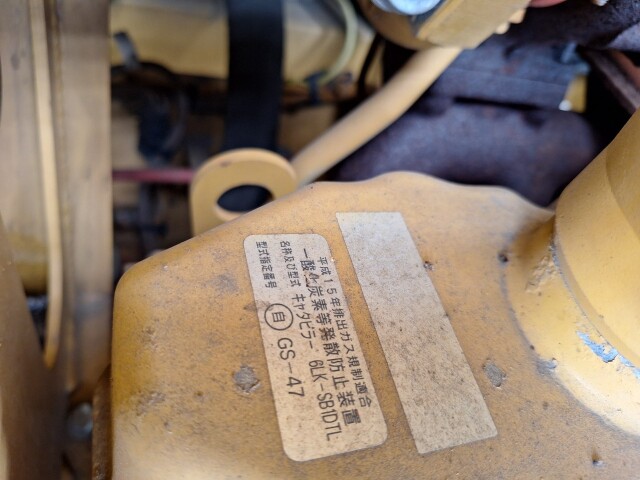 平成15年排出ガス規制適合
一酸化炭素等発散防止装置
名称及び型式 キャタピラー 6LK-SB1DTL
型式指定番号 自 GS-47